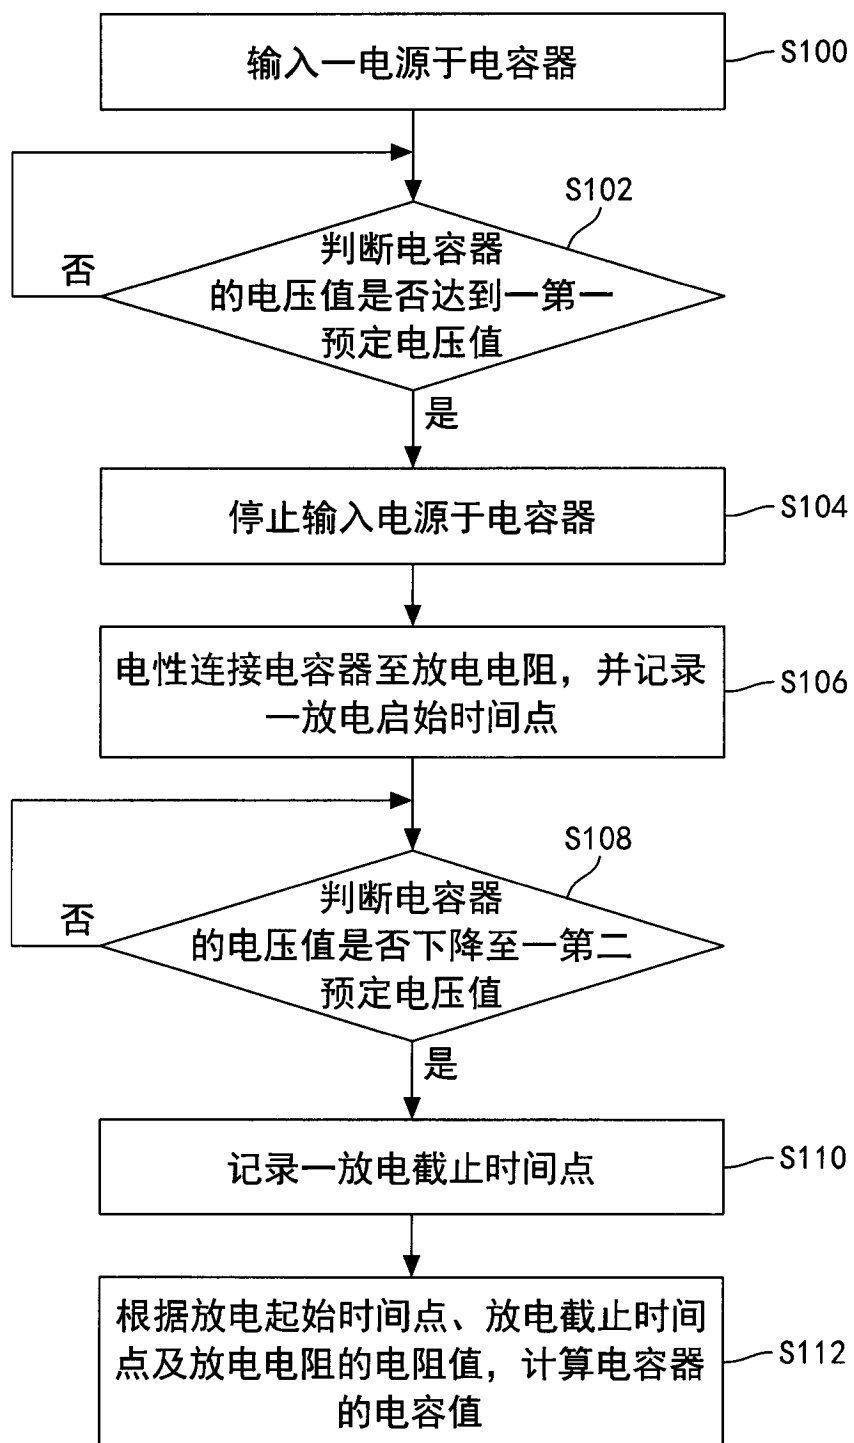 输入一电源于电容器
S100
S102
判断电容器
的电压值是否达到一第一
预定电压值
否
是
停止输入电源于电容器
S104
电性连接电容器至放电电阻，并记录
一放电启始时间点
S106
S108
判断电容器
的电压值是否下降至一第二
预定电压值
否
是
记录一放电截止时间点
S110
根据放电起始时间点、放电截止时间
点及放电电阻的电阻值，计算电容器
的电容值
S112